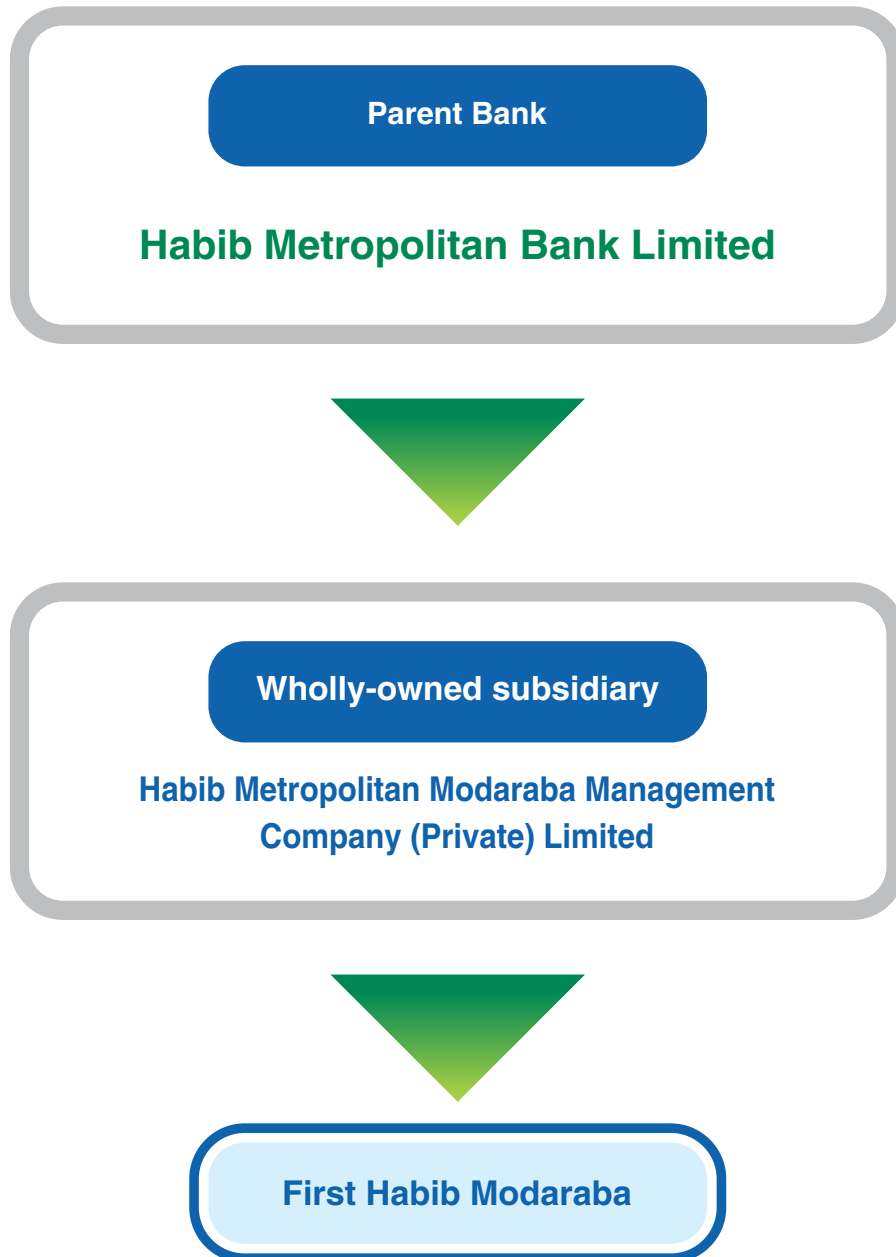 Parent Bank
Habib Metropolitan Bank Limited
Wholly-owned subsidiary
Habib Metropolitan Modaraba Management
Company (Private) Limited
First Habib Modaraba